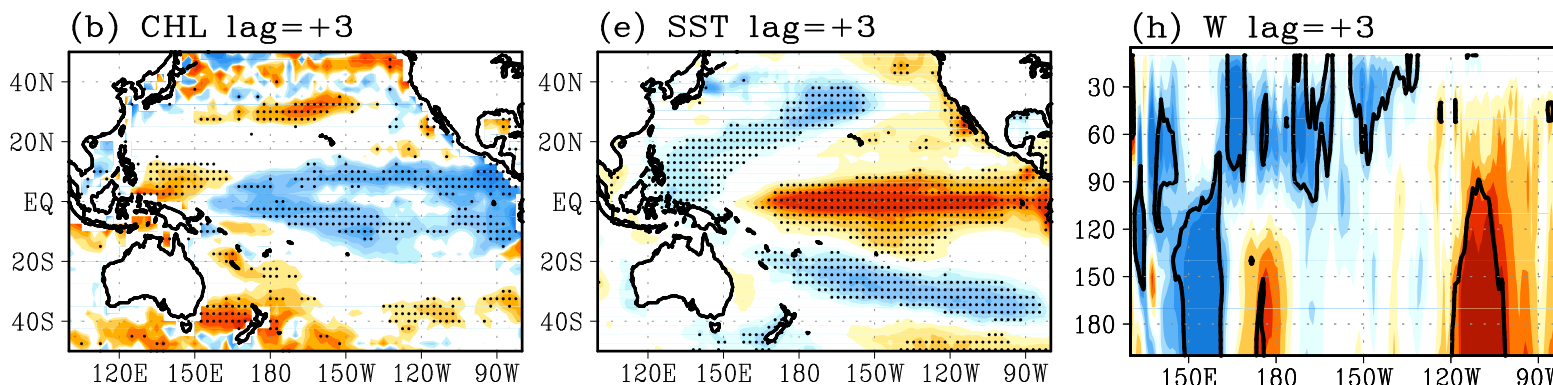 (b) CHL lag=+3
(e) SST lag=+3
(h) W lag=+3
40N
20N
EQ
20S
40S
120E 150E 180 150W 120W 90W
40N
20N
EQ
20S
40S
120E 150E 180 150W 120W 90W
30
60
90
120
150
180
150E 180 150W 120W 90W